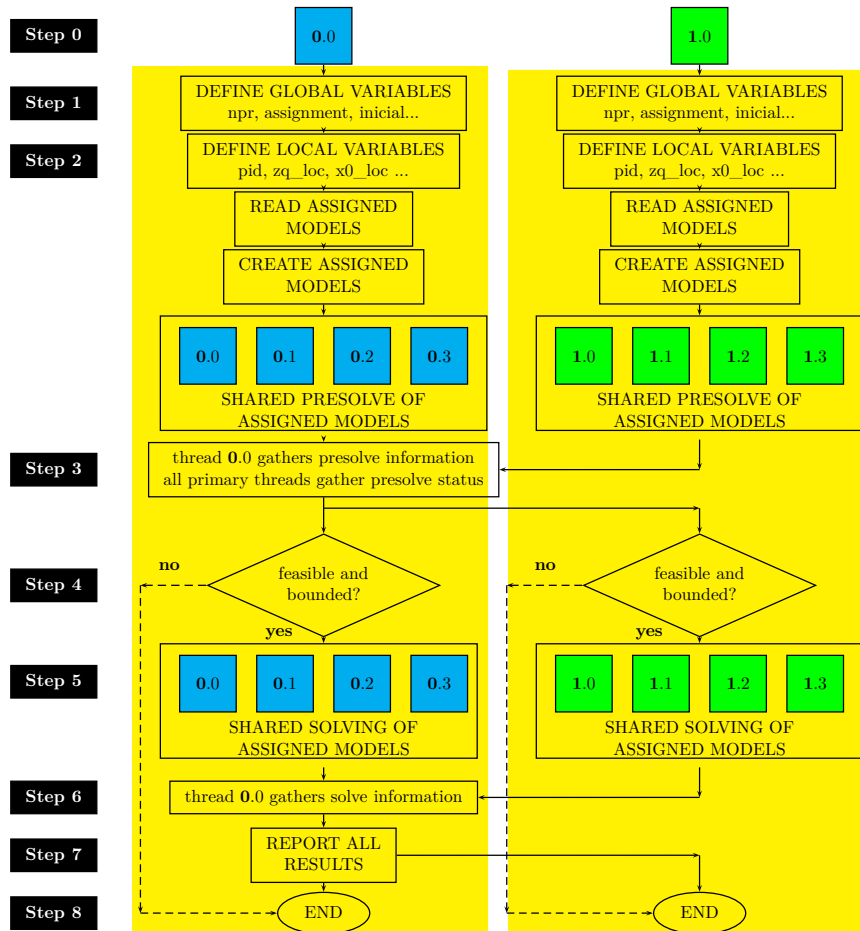 Step 0
0.0
1.0
Step 1
DEFINE GLOBAL VARIABLES
npr, assignment, inicial...
DEFINE GLOBAL VARIABLES
npr, assignment, inicial...
Step 2
DEFINE LOCAL VARIABLES
pid, zq_loc, x0_loc ...
DEFINE LOCAL VARIABLES
pid, zq_loc, x0_loc ...
READ ASSIGNED
MODELS
READ ASSIGNED
MODELS
CREATE ASSIGNED
MODELS
CREATE ASSIGNED
MODELS
0.0 0.1 0.2 0.3
SHARED PRESOLVE OF
ASSIGNED MODELS
1.0 1.1 1.2 1.3
SHARED PRESOLVE OF
ASSIGNED MODELS
Step 3
thread 0.0 gathers presolve information
all primary threads gather presolve status
Step 4
no
feasible and
bounded?
yes
no
feasible and
bounded?
yes
Step 5
0.0 0.1 0.2 0.3
SHARED SOLVING OF
ASSIGNED MODELS
1.0 1.1 1.2 1.3
SHARED SOLVING OF
ASSIGNED MODELS
Step 6
thread 0.0 gathers solve information
Step 7
REPORT ALL
RESULTS
Step 8
END
END